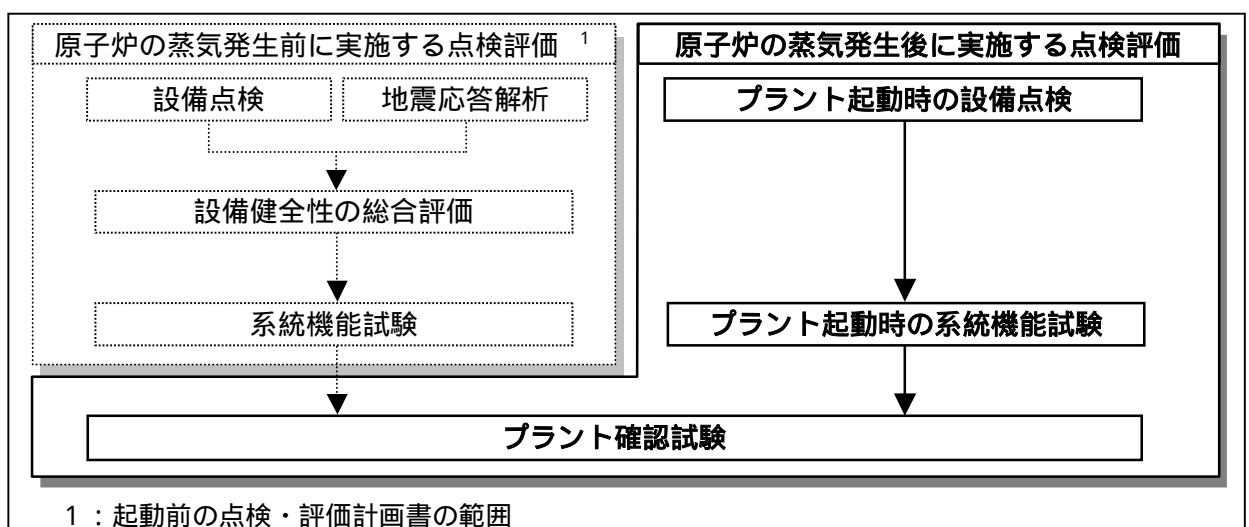 原子炉の蒸気発生前に実施する点検評価 1
設備点検
地震応答解析
設備健全性の総合評価
系統機能試験
原子炉の蒸気発生後に実施する点検評価
プラント起動時の設備点検
プラント起動時の系統機能試験
プラント確認試験
1：起動前の点検・評価計画書の範囲